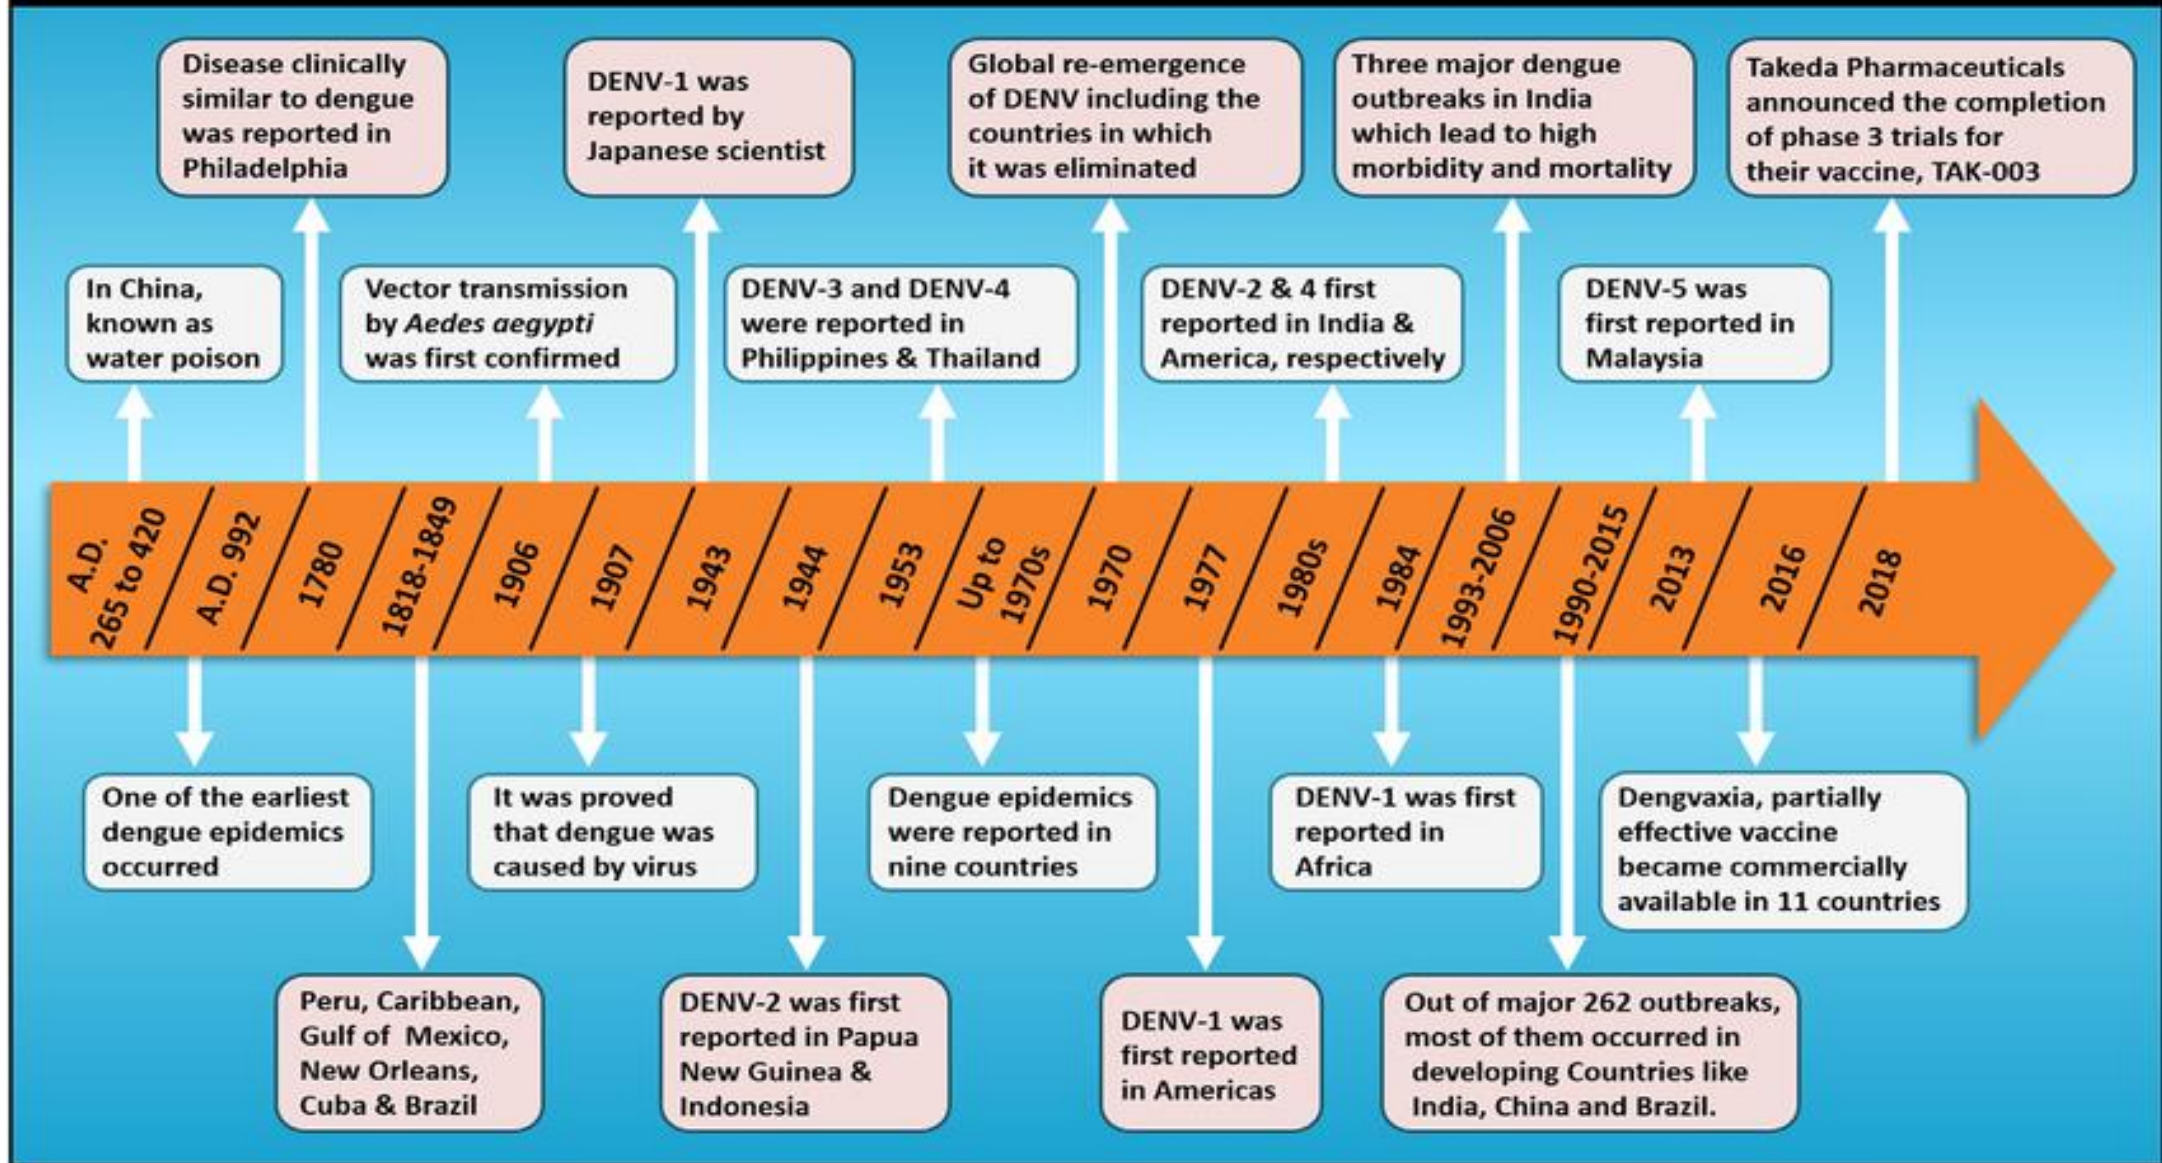 Disease clinically
similar to dengue
was reported in
Philadelphia
DENV-1 was
reported by
Japanese scientist
Global re-emergence
of DENV including the
countries in which
it was eliminated
Three major dengue
outbreaks in India
which lead to high
morbidity and mortality
Takeda Pharmaceuticals
announced the completion
of phase 3 trials for
their vaccine, TAK-003
In China,
known as
water poison
Vector transmission
by Aedes aegypti
was first confirmed
DENV-3 and DENV-4
were reported in
Philippines & Thailand
DENV-2 & 4 first
reported in India &
America, respectively
DENV-5 was
first reported in
Malaysia
A.D.
265 to 420
A.D. 992
1780
1818-1849
1906
1907
1943
1944
1953
Up to
1970s
1970
1977
1980s
1984
1993-2006
1990-2015
2013
2016
2018
One of the earliest
dengue epidemics
occurred
It was proved
that dengue was
caused by virus
Dengue epidemics
were reported in
nine countries
DENV-1 was first
reported in
Africa
Dengvaxia, partially
effective vaccine
became commercially
available in 11 countries
Peru, Caribbean,
Gulf of Mexico,
New Orleans,
Cuba & Brazil
DENV-2 was first
reported in Papua
New Guinea &
Indonesia
DENV-1 was
first reported
in Americas
Out of major 262 outbreaks,
most of them occurred in
developing Countries like
India, China and Brazil.